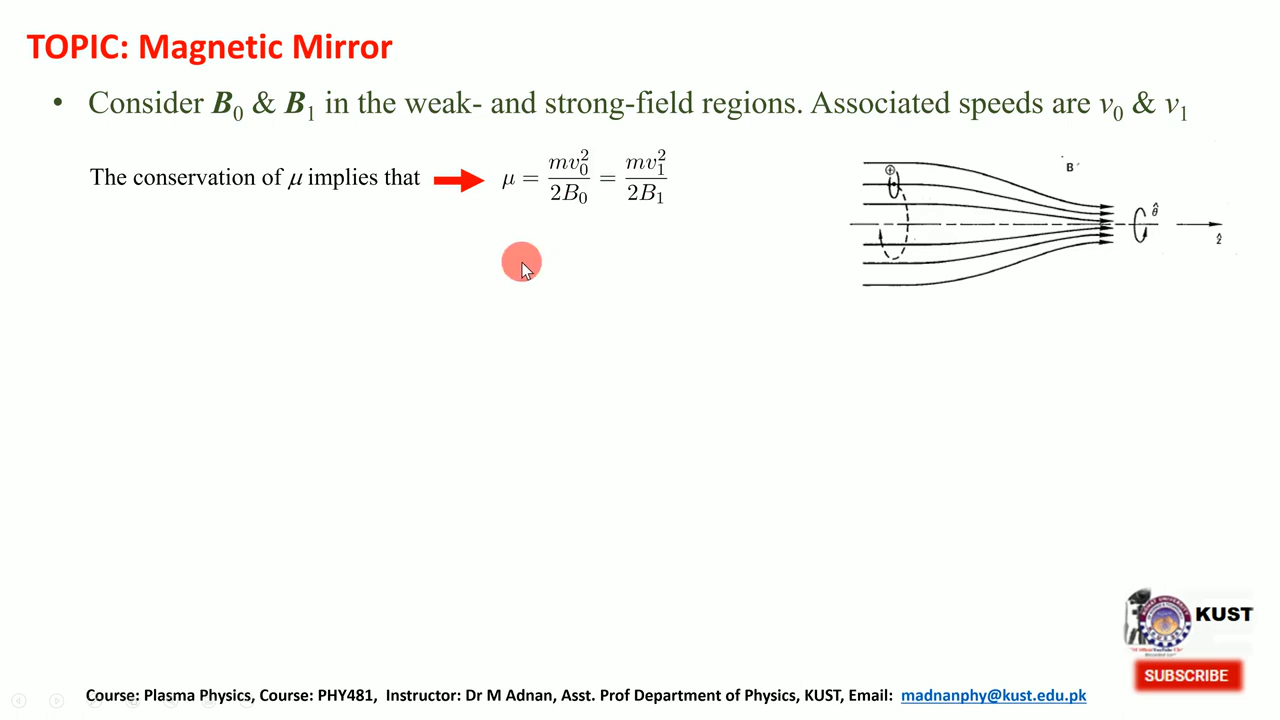 TOPIC: Magnetic Mirror
• Consider B₀ & B₁ in the weak- and strong-field regions. Associated speeds are v₀ & v₁
The conservation of μ implies that μ = mv₀²/2B₀ = mv₁²/2B₁
B
θ̂
ẑ
KUST
SUBSCRIBE
Course: Plasma Physics, Course: PHY481, Instructor: Dr M Adnan, Asst. Prof Department of Physics, KUST, Email: madnanphy@kust.edu.pk